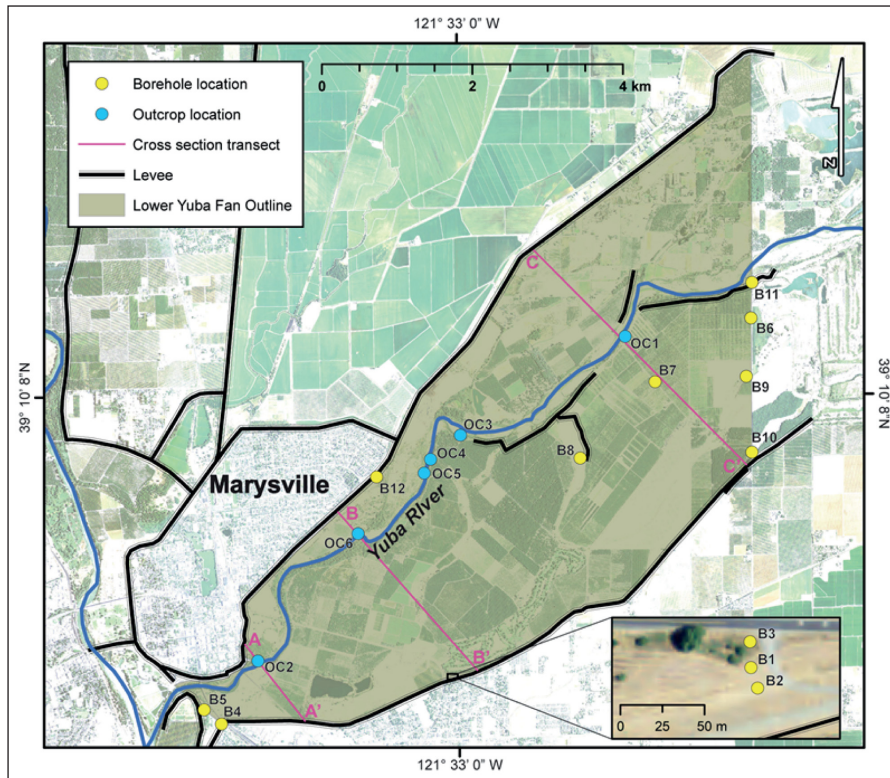 121° 33' 0" W
0 2 4 km
Borehole location
Outcrop location
Cross section transect
Levee
Lower Yuba Fan Outline
N
C
B11
B6
OC1
B7
B9
39° 10' 8"N
39° 10' 8"N
OC3
B10
C'
OC4
B8
OC5
Marysville
B12
B
Yuba RIver
OC6
A
B'
OC2
B3
B1
B2
B5
B4
A'
0 25 50 m
121° 33' 0" W